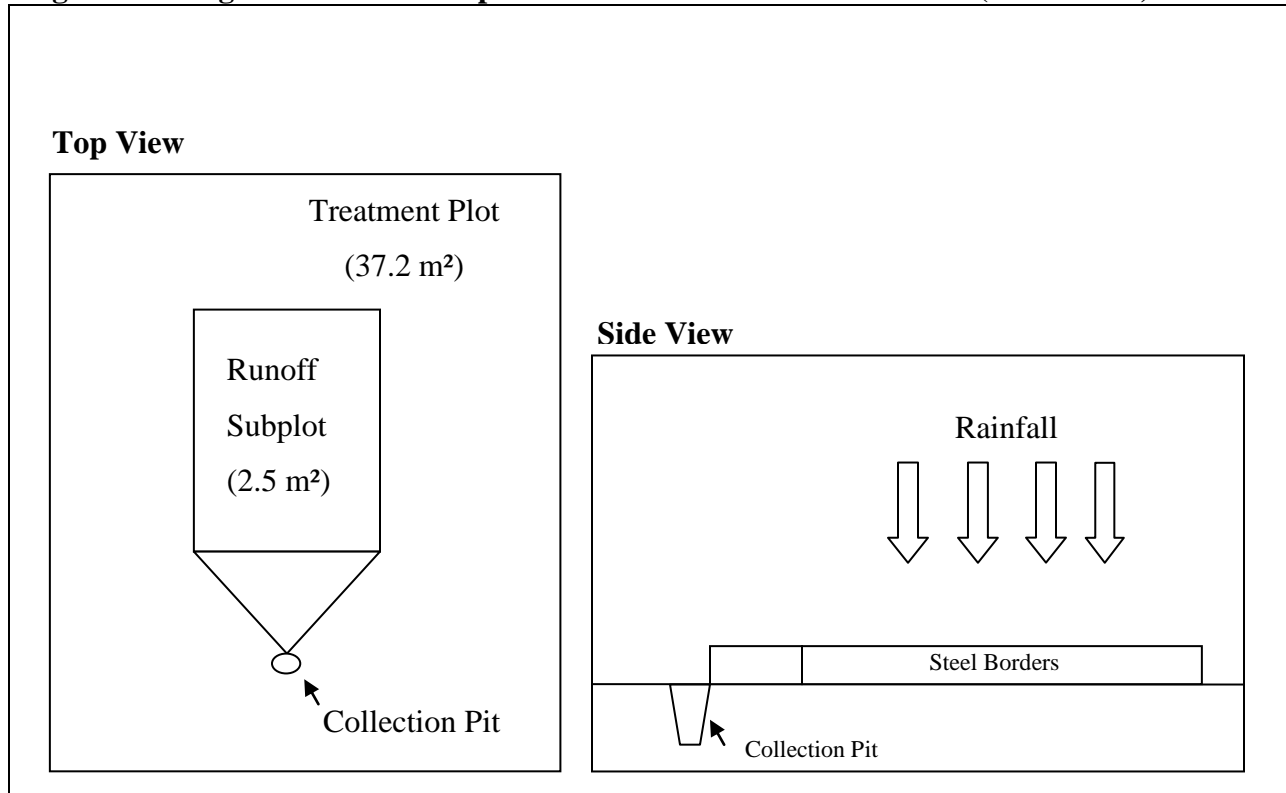 Top View
Treatment Plot
(37.2 m²)
Runoff
Subplot
(2.5 m²)
Collection Pit
Side View
Rainfall
Steel Borders
Collection Pit